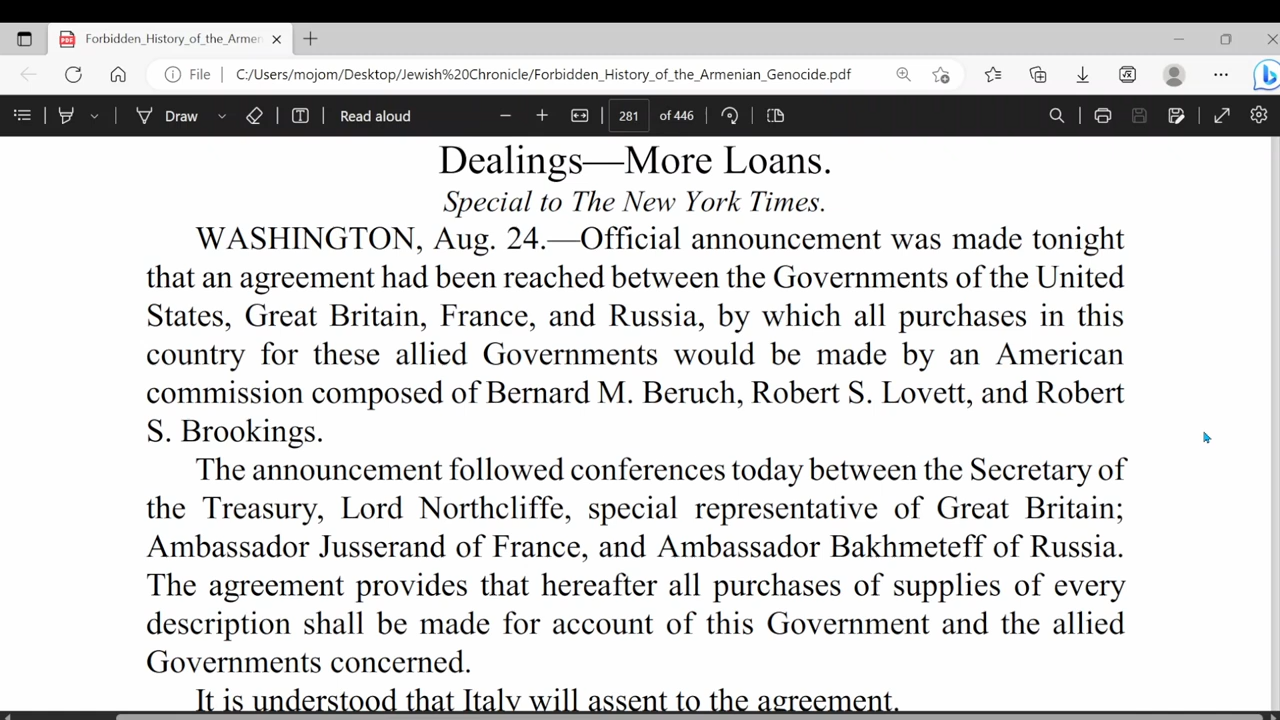 Forbidden_History_of_the_Armen
File C:/Users/mojom/Desktop/Jewish%20Chronicle/Forbidden_History_of_the_Armenian_Genocide.pdf
Draw Read aloud 281 of 446
Dealings—More Loans.
Special to The New York Times.
WASHINGTON, Aug. 24.—Official announcement was made tonight
that an agreement had been reached between the Governments of the United
States, Great Britain, France, and Russia, by which all purchases in this
country for these allied Governments would be made by an American
commission composed of Bernard M. Beruch, Robert S. Lovett, and Robert
S. Brookings.
The announcement followed conferences today between the Secretary of
the Treasury, Lord Northcliffe, special representative of Great Britain;
Ambassador Jusserand of France, and Ambassador Bakhmeteff of Russia.
The agreement provides that hereafter all purchases of supplies of every
description shall be made for account of this Government and the allied
Governments concerned.
It is understood that Italy will assent to the agreement.